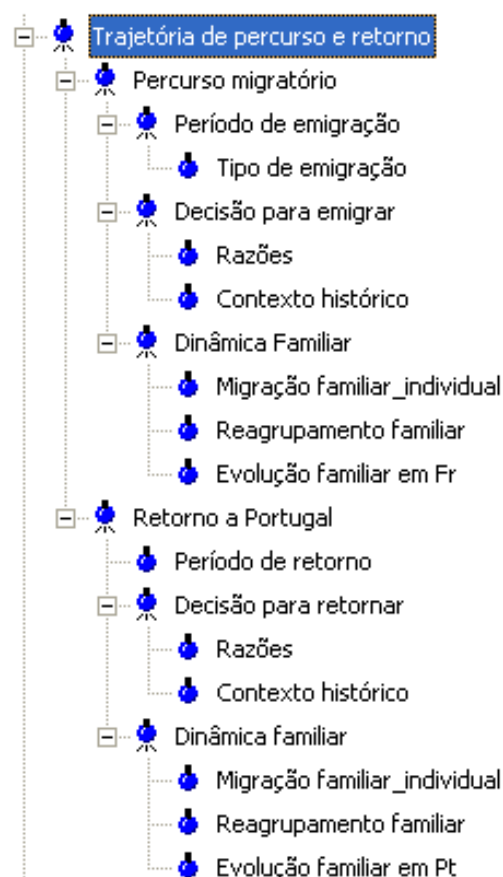 Trajetória de percurso e retorno
Percurso migratório
Período de emigração
Tipo de emigração
Decisão para emigrar
Razões
Contexto histórico
Dinâmica Familiar
Migração familiar_individual
Reagrupamento familiar
Evolução familiar em Fr
Retorno a Portugal
Período de retorno
Decisão para retornar
Razões
Contexto histórico
Dinâmica familiar
Migração familiar_individual
Reagrupamento familiar
Evolução familiar em Pt